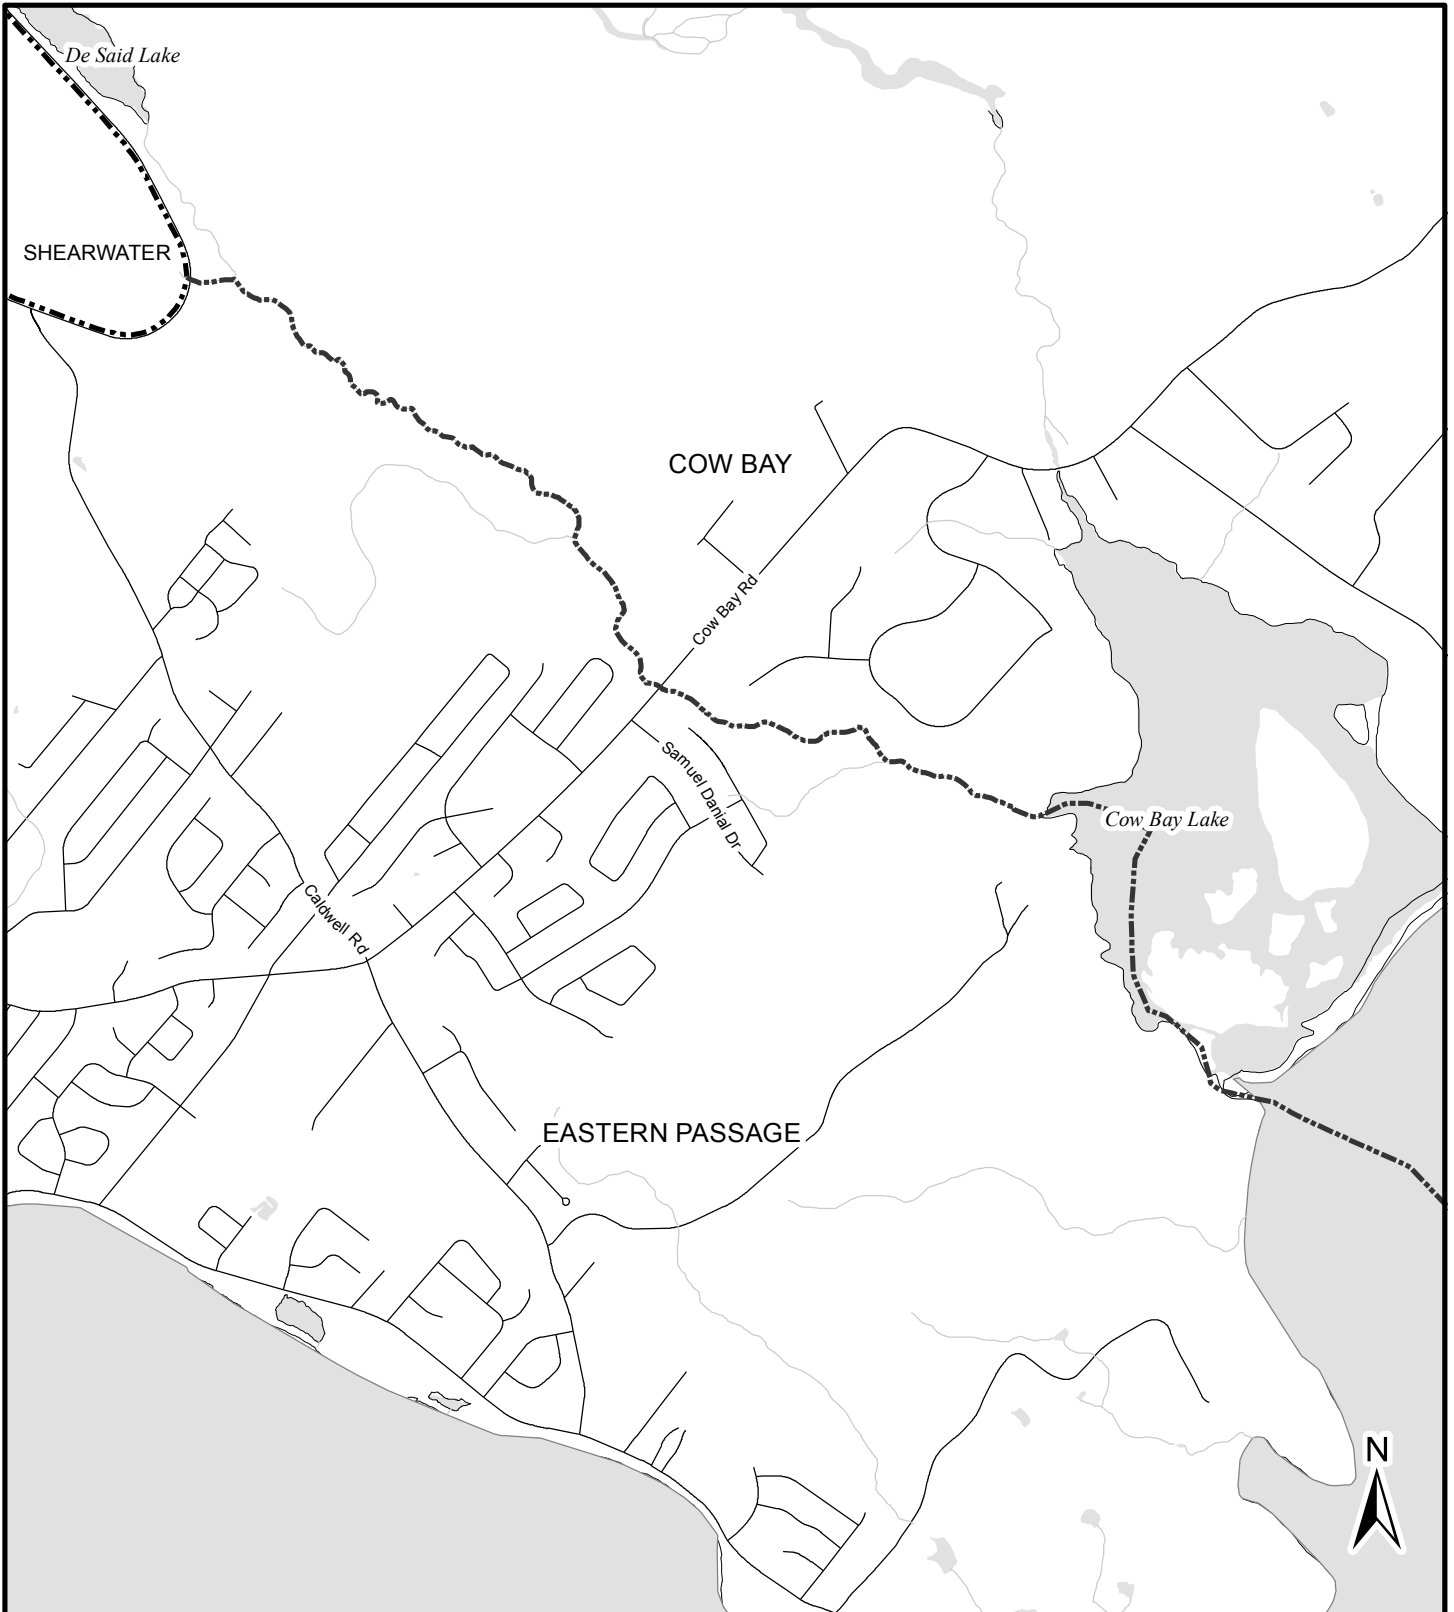 De Said Lake
SHEARWATER
COW BAY
Cow Bay Rd
Samuel Danial Dr
Cow Bay Lake
Caldwell Rd
EASTERN PASSAGE
N